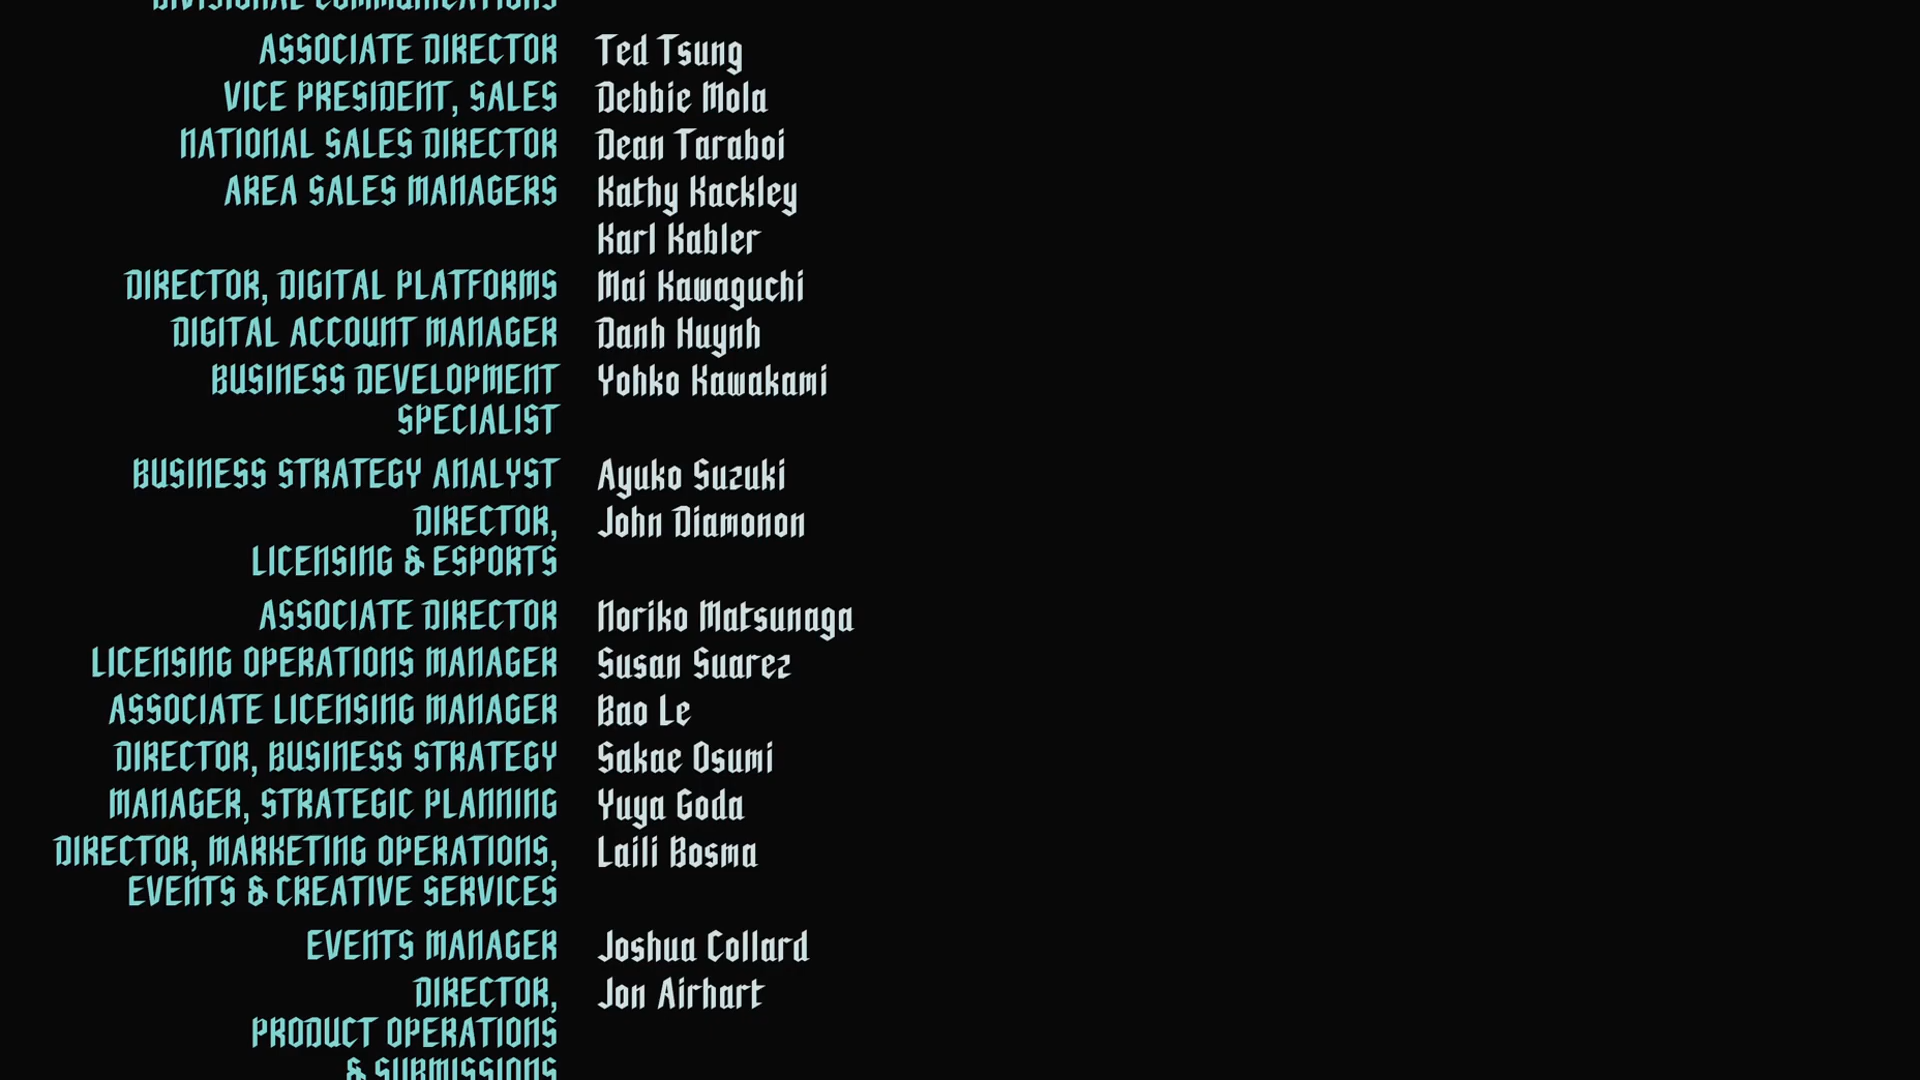 DIVISIONAL COMMUNICATIONS
ASSOCIATE DIRECTOR Ted Tsung
VICE PRESIDENT, SALES Debbie Mola
NATIONAL SALES DIRECTOR Dean Taraboi
AREA SALES MANAGERS Kathy Kackley
Karl Kabler
DIRECTOR, DIGITAL PLATFORMS Mai Kawaguchi
DIGITAL ACCOUNT MANAGER Danh Huynh
BUSINESS DEVELOPMENT Yohko Kawakami
SPECIALIST
BUSINESS STRATEGY ANALYST Ayuko Suzuki
DIRECTOR, John Diamonon
LICENSING & ESPORTS
ASSOCIATE DIRECTOR Noriko Matsunaga
LICENSING OPERATIONS MANAGER Susan Suarez
ASSOCIATE LICENSING MANAGER Bao Le
DIRECTOR, BUSINESS STRATEGY Sakae Osumi
MANAGER, STRATEGIC PLANNING Yuya Goda
DIRECTOR, MARKETING OPERATIONS, Laili Bosma
EVENTS & CREATIVE SERVICES
EVENTS MANAGER Joshua Collard
DIRECTOR, Jon Airhart
PRODUCT OPERATIONS
& SUBMISSIONS